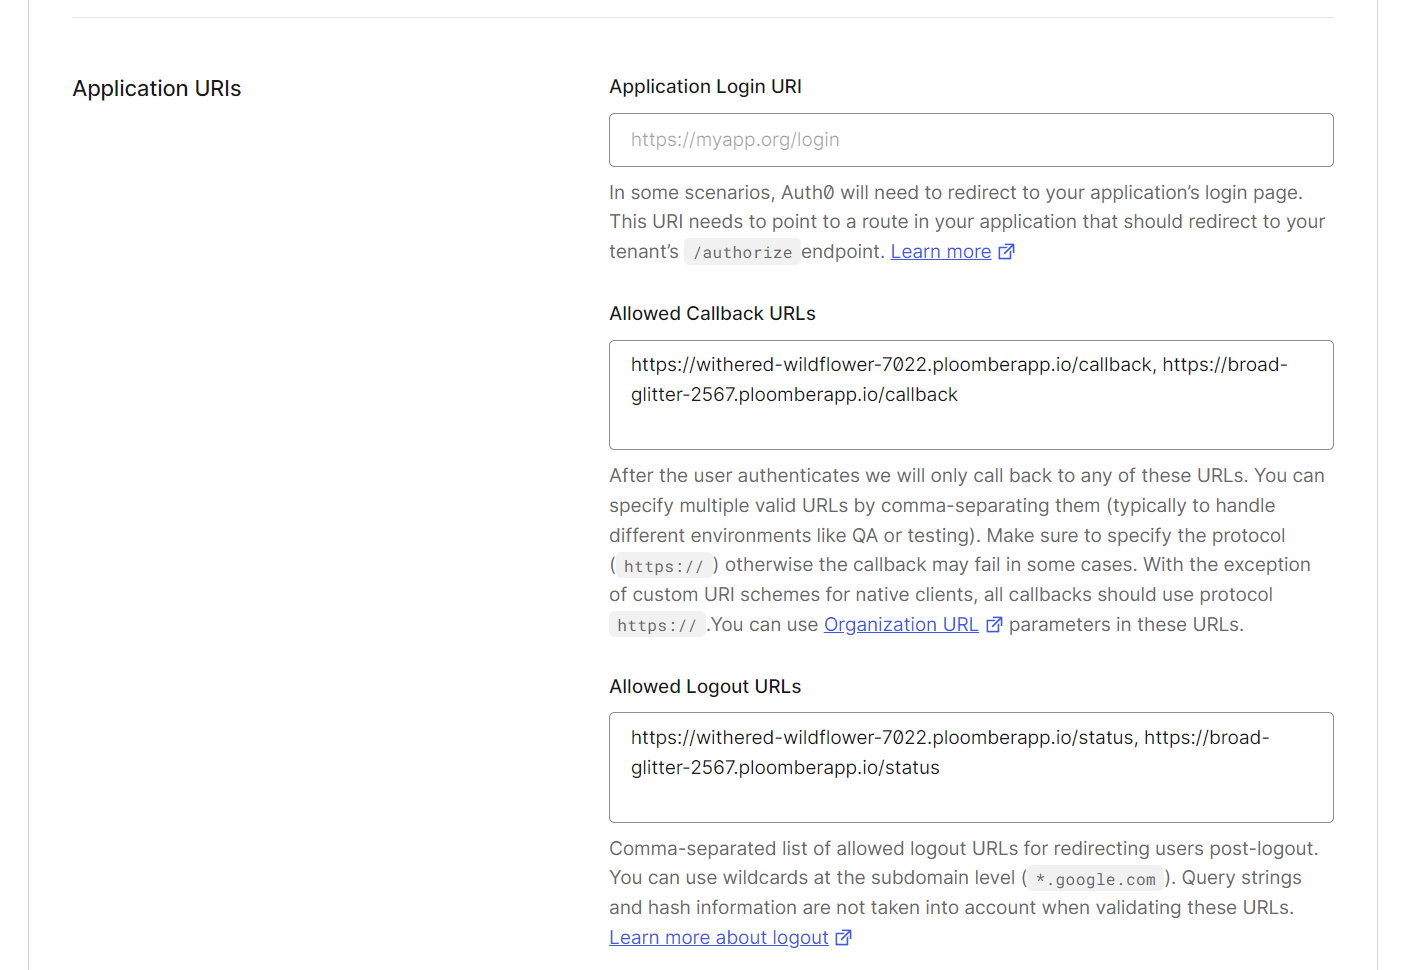 Application URIs
Application Login URI
https://myapp.org/login
In some scenarios, Auth0 will need to redirect to your application’s login page.
This URI needs to point to a route in your application that should redirect to your
tenant’s /authorize endpoint. Learn more
Allowed Callback URLs
https://withered-wildflower-7022.ploomberapp.io/callback, https://broad-
glitter-2567.ploomberapp.io/callback
After the user authenticates we will only call back to any of these URLs. You can
specify multiple valid URLs by comma-separating them (typically to handle
different environments like QA or testing). Make sure to specify the protocol
( https:// ) otherwise the callback may fail in some cases. With the exception
of custom URI schemes for native clients, all callbacks should use protocol
https:// .You can use Organization URL parameters in these URLs.
Allowed Logout URLs
https://withered-wildflower-7022.ploomberapp.io/status, https://broad-
glitter-2567.ploomberapp.io/status
Comma-separated list of allowed logout URLs for redirecting users post-logout.
You can use wildcards at the subdomain level ( *.google.com ). Query strings
and hash information are not taken into account when validating these URLs.
Learn more about logout